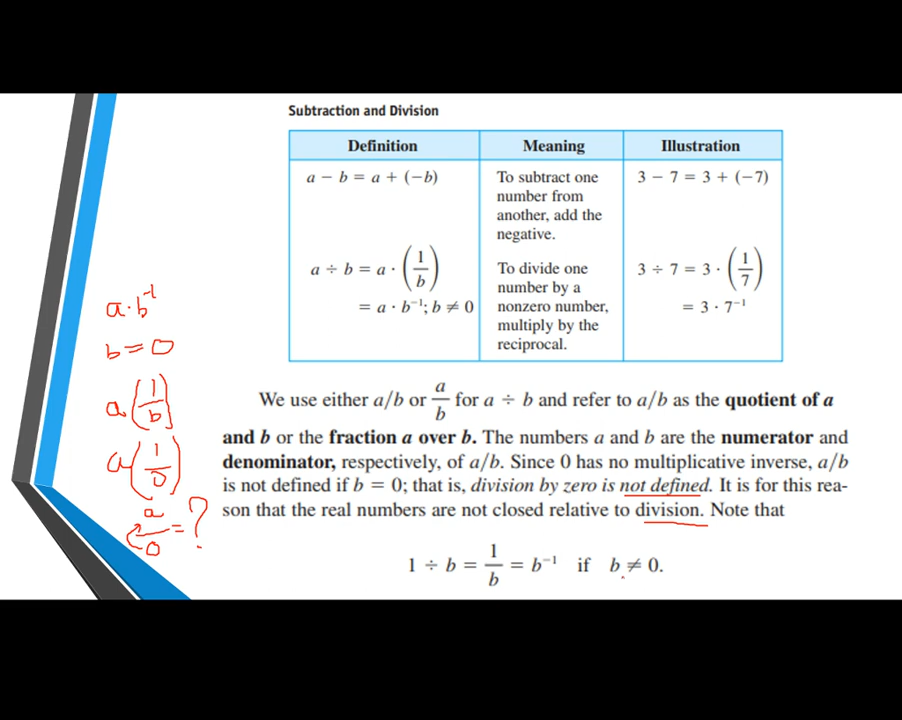 Subtraction and Division
Definition Meaning Illustration
a − b = a + (−b) To subtract one 3 − 7 = 3 + (−7)
number from
another, add the
negative.
a ÷ b = a · (1/b) To divide one 3 ÷ 7 = 3 · (1/7)
number by a
= a · b⁻¹; b ≠ 0 nonzero number, = 3 · 7⁻¹
multiply by the
reciprocal.
a·b⁻¹
b = 0
a(1/b)
a(1/0)
a/0 = ?
We use either a/b or a/b for a ÷ b and refer to a/b as the quotient of a
and b or the fraction a over b. The numbers a and b are the numerator and
denominator, respectively, of a/b. Since 0 has no multiplicative inverse, a/b
is not defined if b = 0; that is, division by zero is not defined. It is for this rea-
son that the real numbers are not closed relative to division. Note that
1 ÷ b = 1/b = b⁻¹ if b ≠ 0.